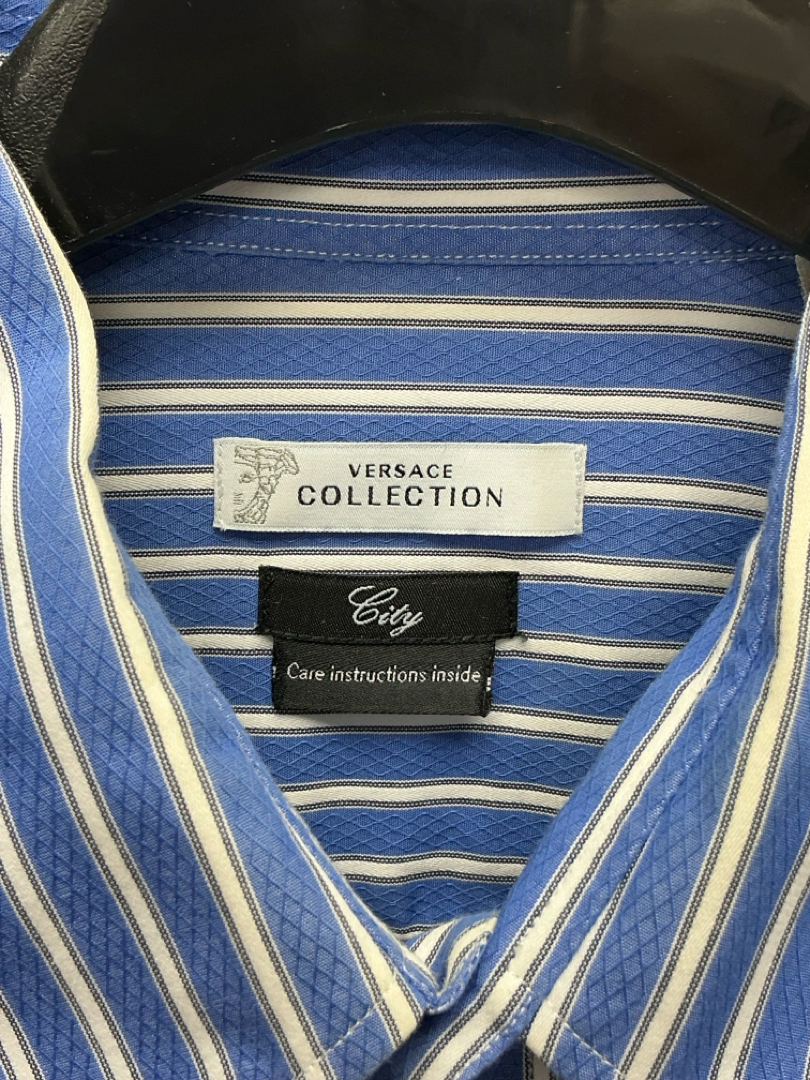 VERSACE
COLLECTION
City
Care instructions inside